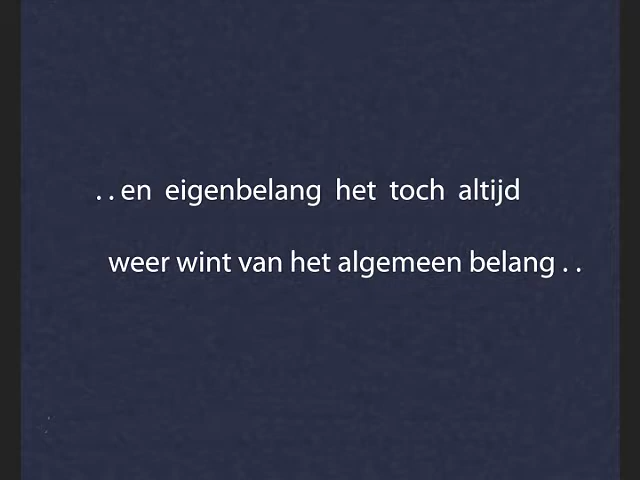 . . en eigenbelang het toch altijd
weer wint van het algemeen belang . .